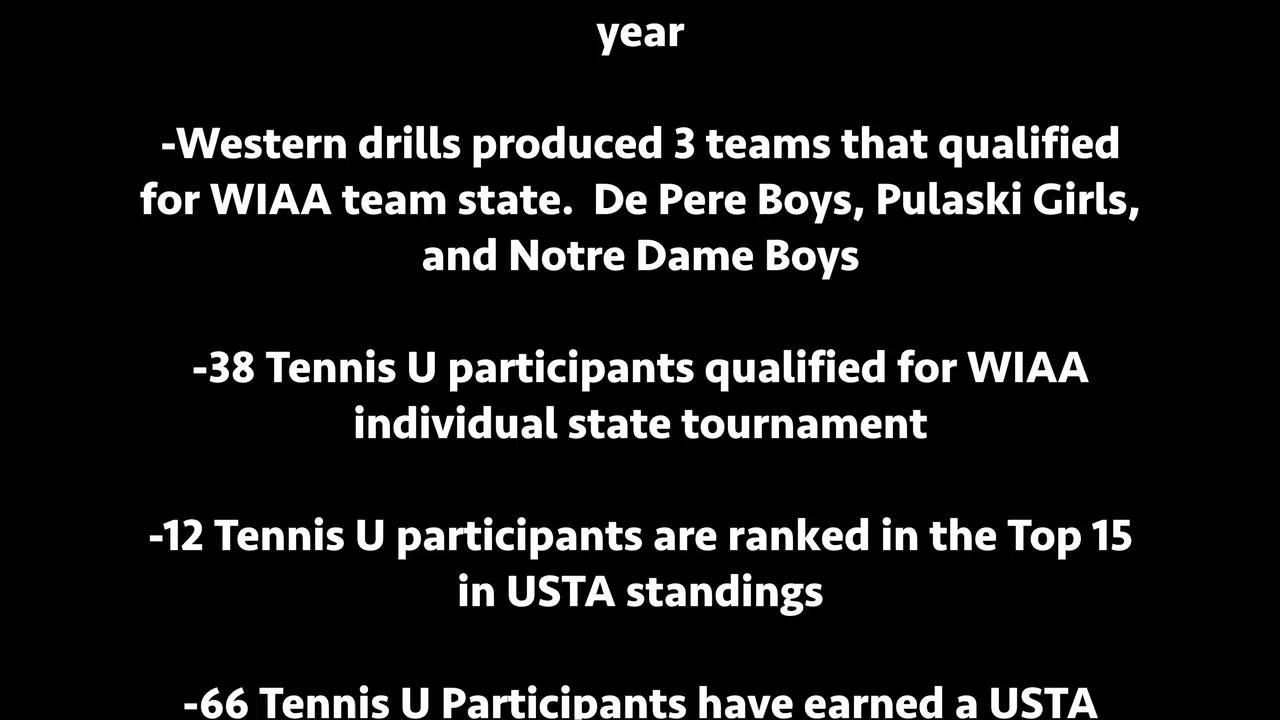 year
-Western drills produced 3 teams that qualified
for WIAA team state.  De Pere Boys, Pulaski Girls,
and Notre Dame Boys
-38 Tennis U participants qualified for WIAA
individual state tournament
-12 Tennis U participants are ranked in the Top 15
in USTA standings
-66 Tennis U Participants have earned a USTA